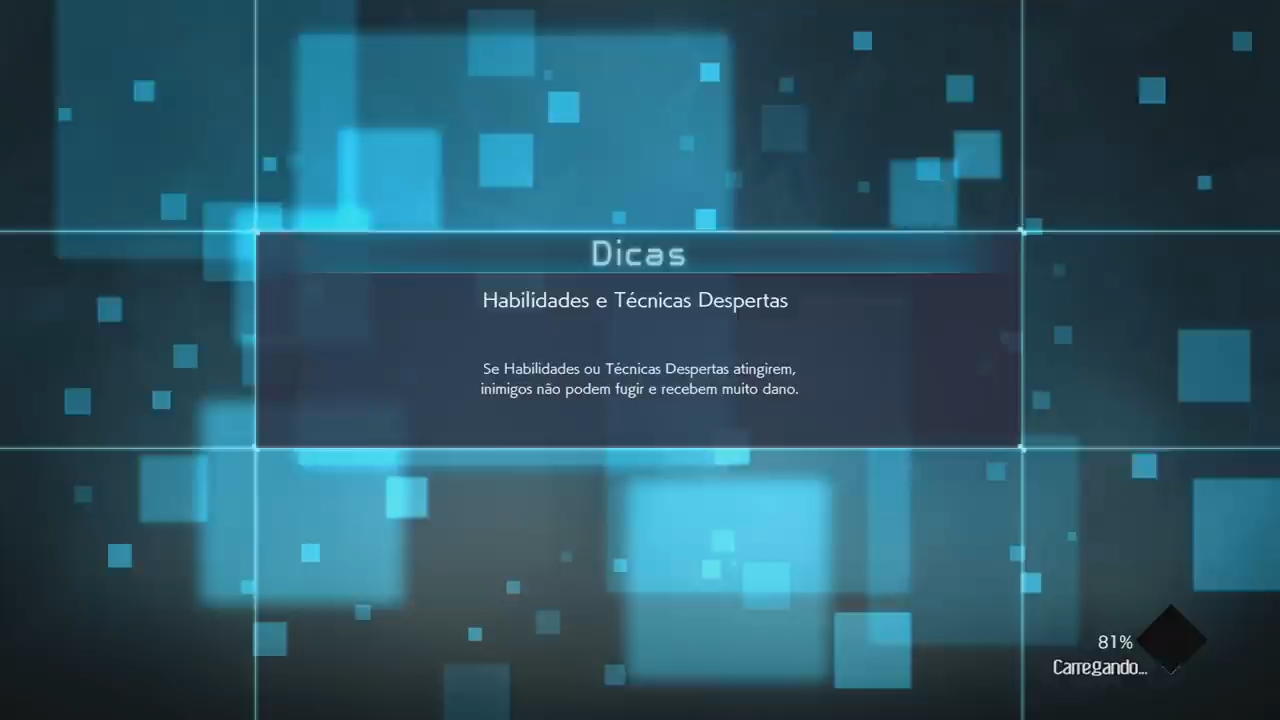 Dicas
Habilidades e Técnicas Despertas
Se Habilidades ou Técnicas Despertas atingirem,
inimigos não podem fugir e recebem muito dano.
81%
Carregando...